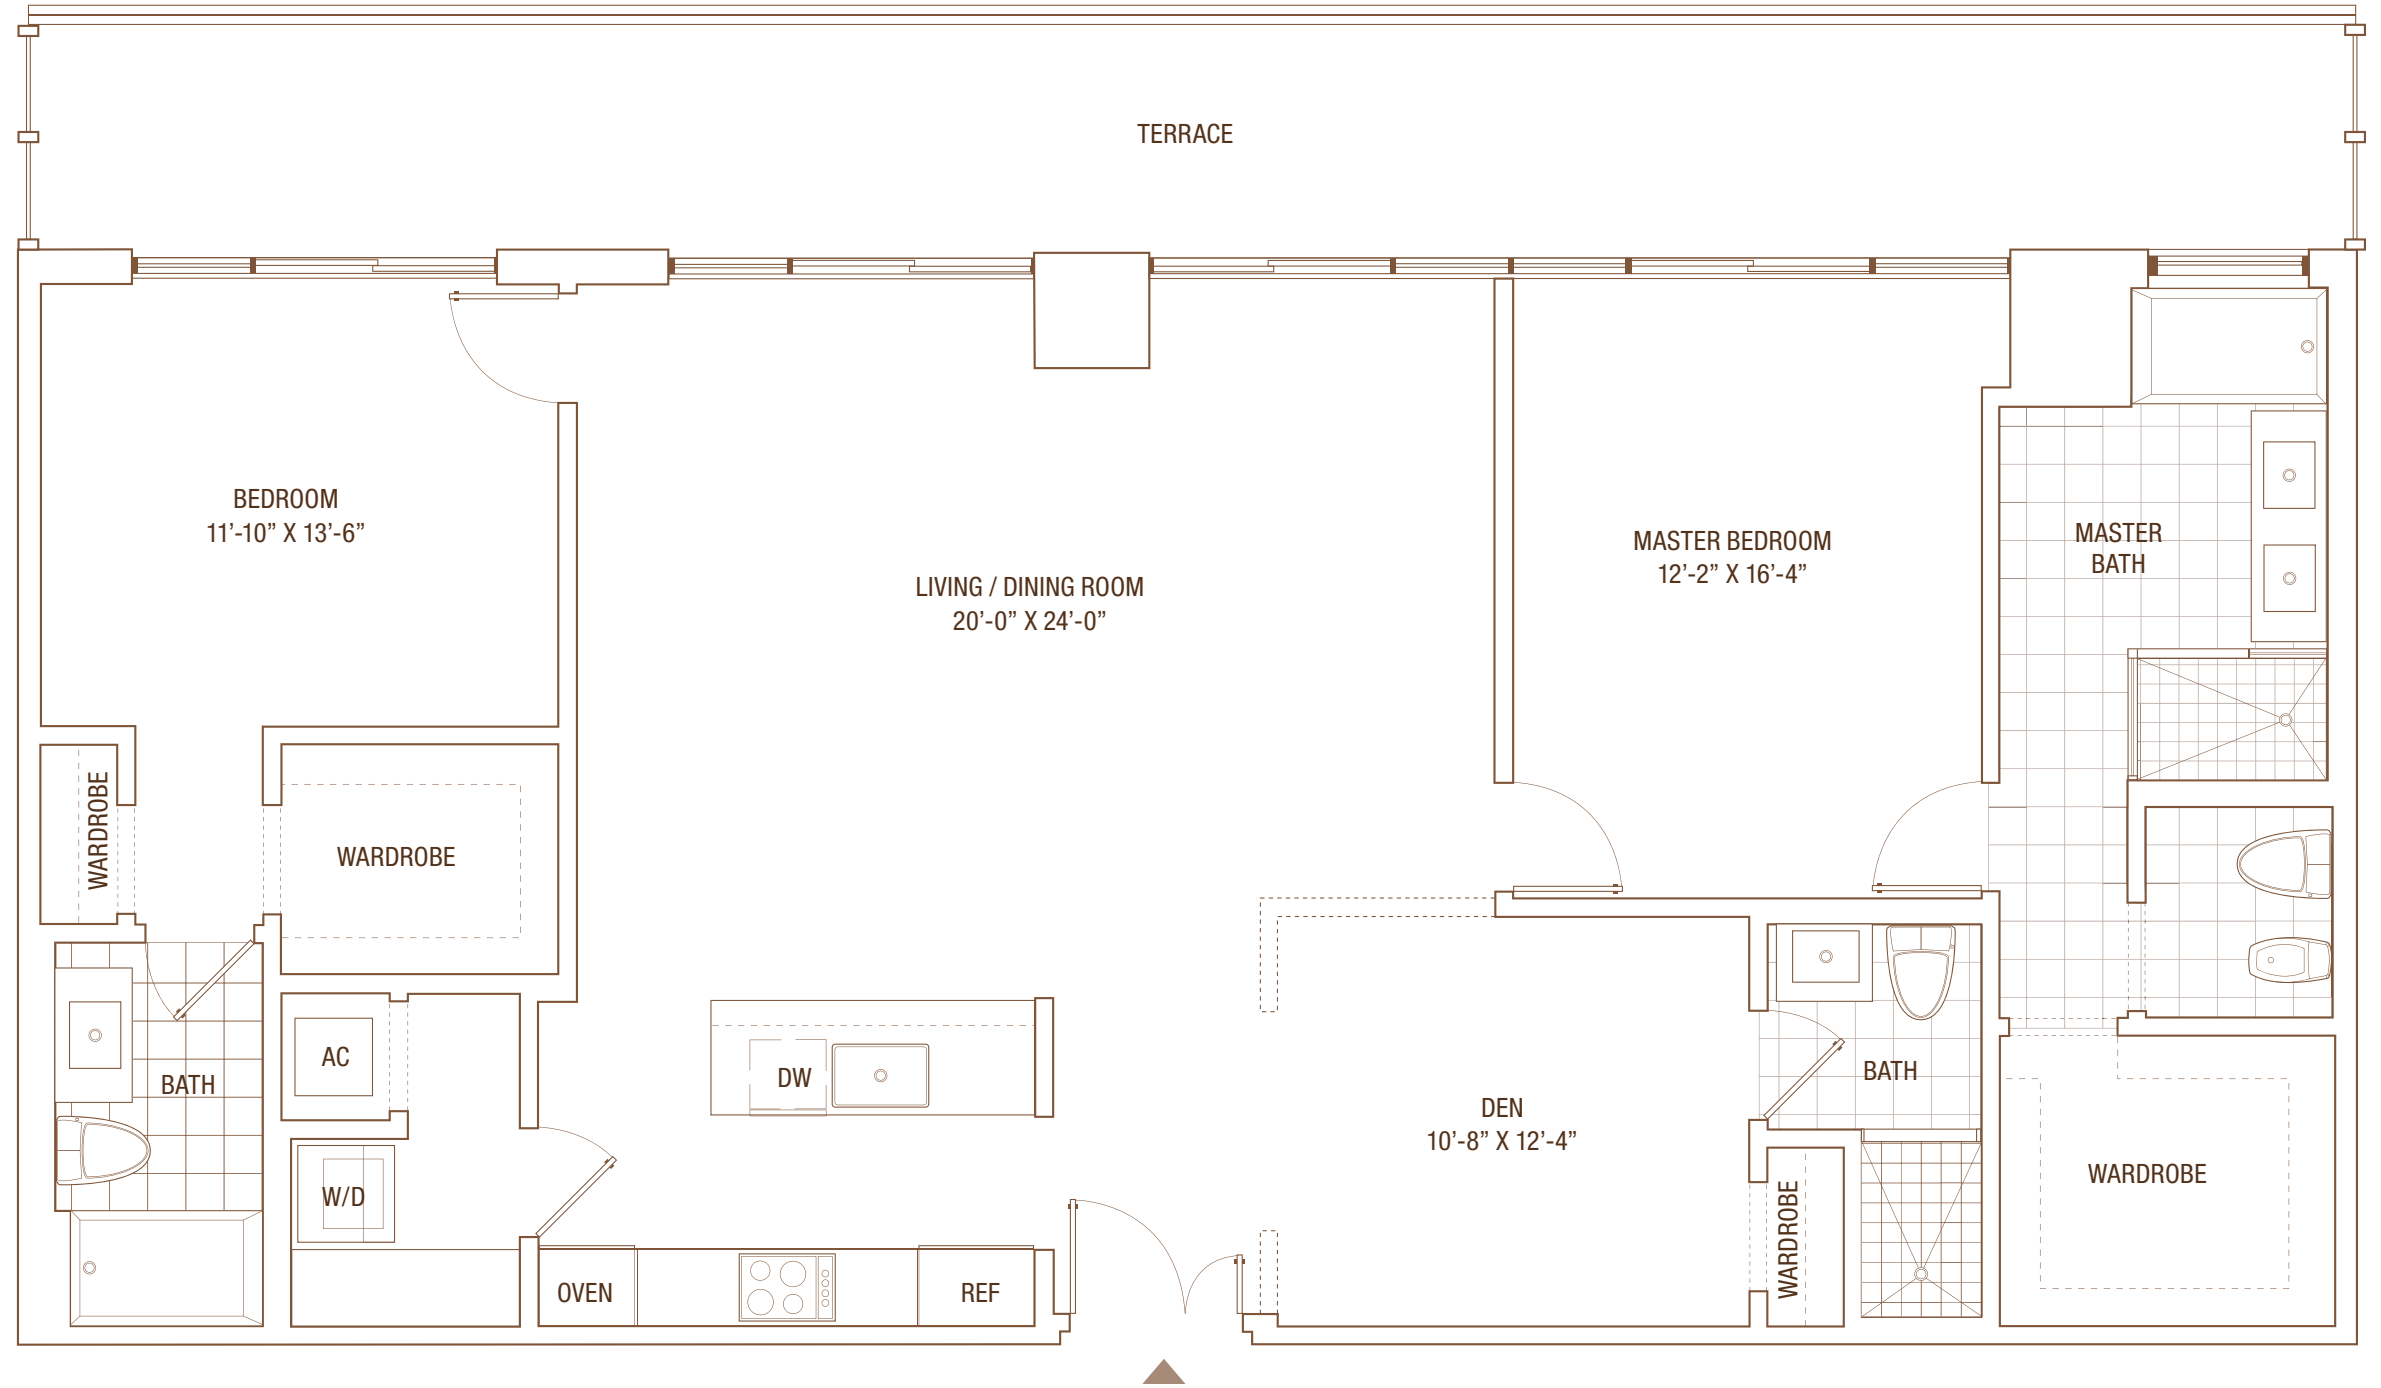 TERRACE
BEDROOM
11’-10” X 13’-6”
LIVING / DINING ROOM
20’-0” X 24’-0”
MASTER BEDROOM
12’-2” X 16’-4”
MASTER
BATH
WARDROBE
WARDROBE
AC
BATH
W/D
DW
OVEN
REF
DEN
10’-8” X 12’-4”
BATH
WARDROBE
WARDROBE